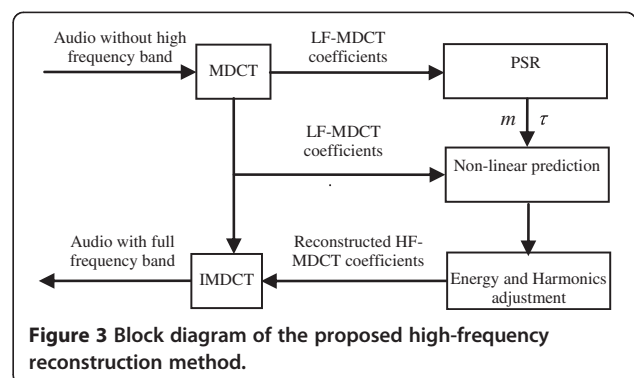 Audio without high
frequency band
MDCT
LF-MDCT
coefficients
PSR
m τ
LF-MDCT
coefficients
Non-linear prediction
Audio with full
frequency band
IMDCT
Reconstructed HF-
MDCT coefficients
Energy and Harmonics
adjustment
Figure 3 Block diagram of the proposed high-frequency
reconstruction method.